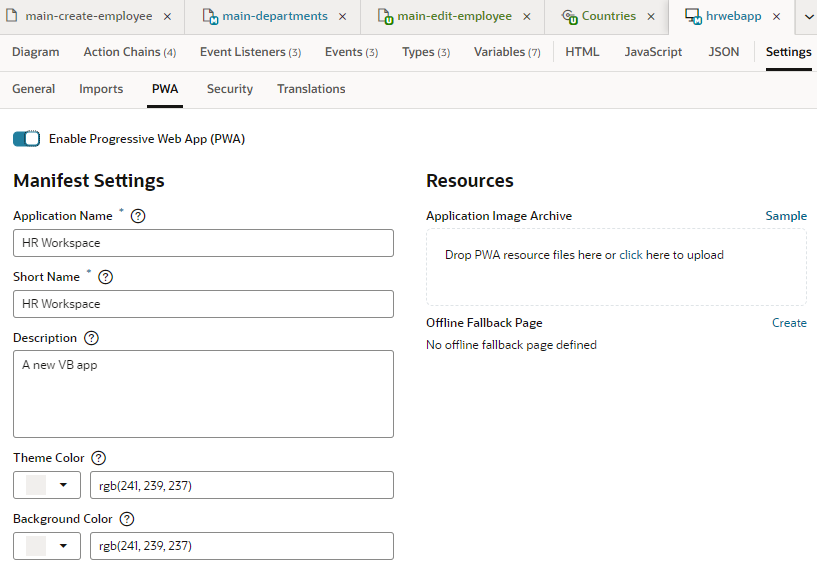 main-create-employee × main-departments × main-edit-employee × Countries × hrwebapp ×
Diagram Action Chains (4) Event Listeners (3) Events (3) Types (3) Variables (7) HTML JavaScript JSON Settings
General Imports PWA Security Translations
Enable Progressive Web App (PWA)
Manifest Settings
Application Name * ?
HR Workspace
Short Name * ?
HR Workspace
Description ?
A new VB app
Theme Color ?
rgb(241, 239, 237)
Background Color ?
rgb(241, 239, 237)
Resources
Application Image Archive Sample
Drop PWA resource files here or click here to upload
Offline Fallback Page Create
No offline fallback page defined